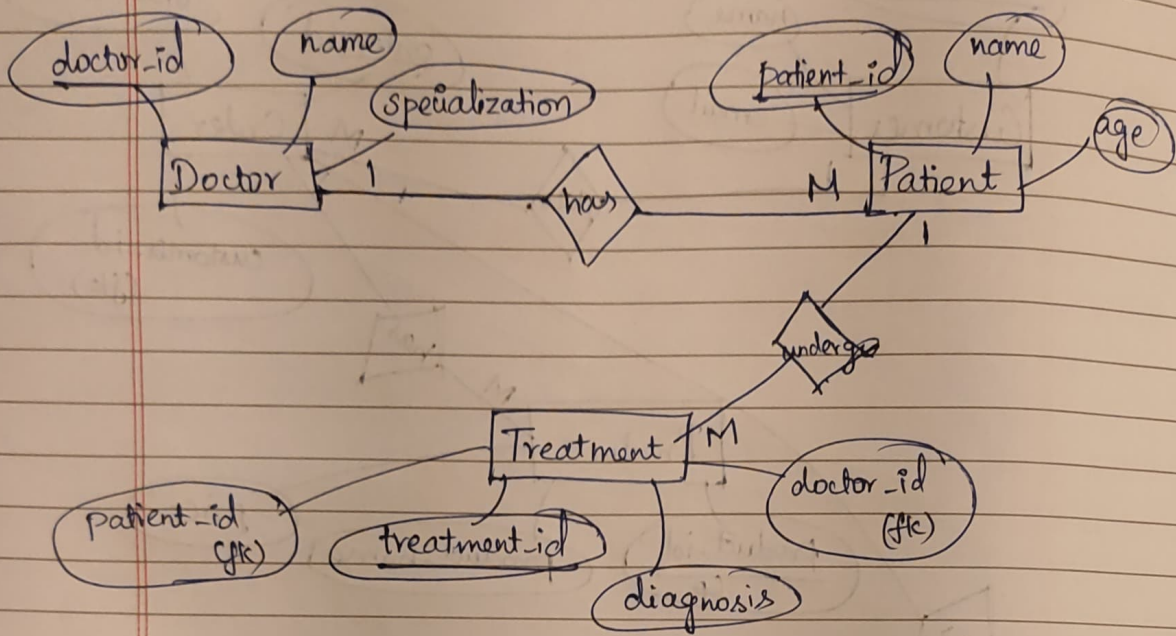 doctor_id
name
specialization
patient_id
name
age
Doctor
1
has
M
Patient
1
undergo
Treatment
M
patient_id
(fk)
treatment_id
diagnosis
doctor_id
(fk)